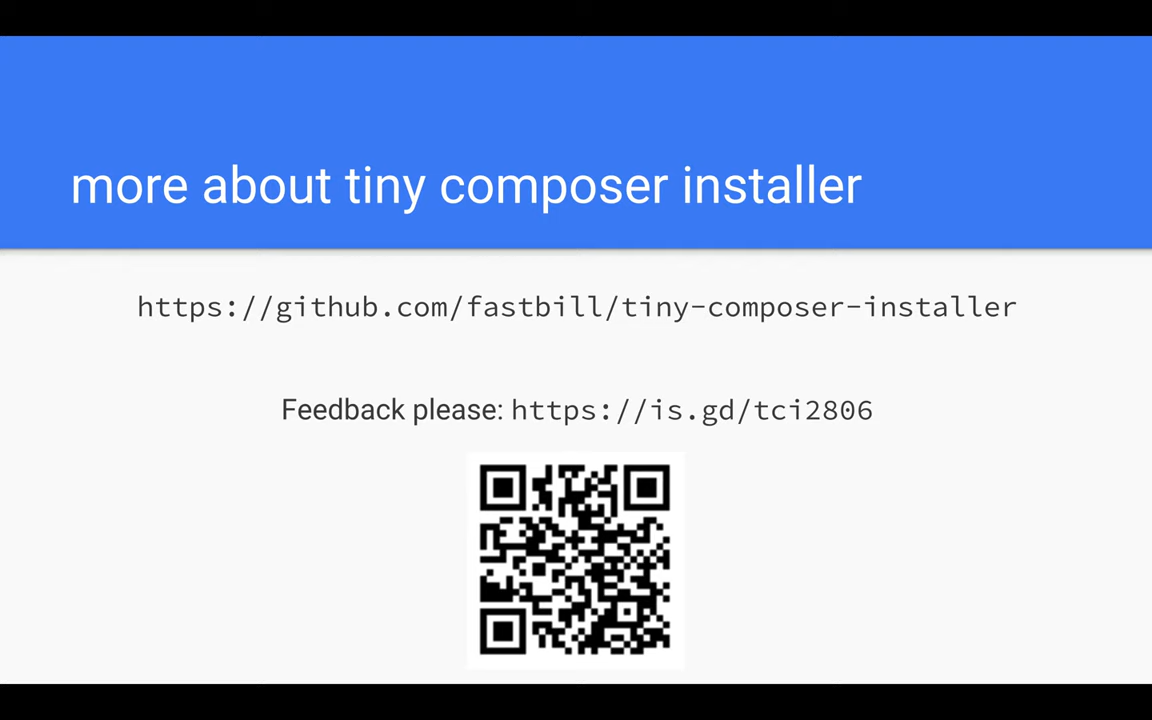 more about tiny composer installer
https://github.com/fastbill/tiny-composer-installer
Feedback please: https://is.gd/tci2806